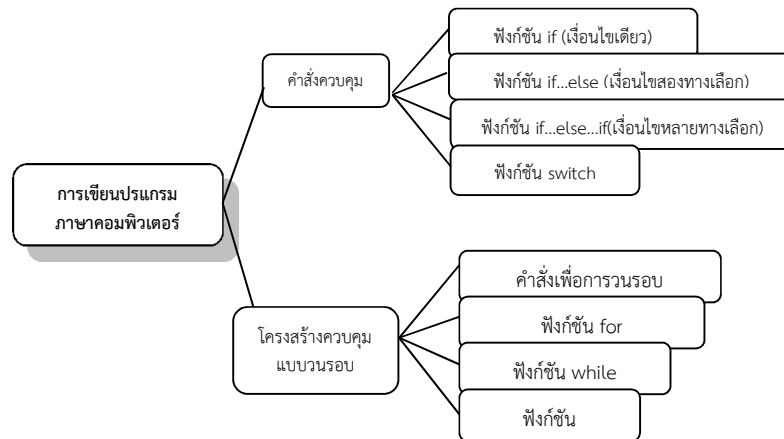 ฟังก์ชัน if (เงื่อนไขเดียว)
คำสั่งควบคุม
ฟังก์ชัน if...else (เงื่อนไขสองทางเลือก)
ฟังก์ชัน if...else...if(เงื่อนไขหลายทางเลือก)
ฟังก์ชัน switch
การเขียนปรแกรม
ภาษาคอมพิวเตอร์
คำสั่งเพื่อการวนรอบ
โครงสร้างควบคุม
แบบวนรอบ
ฟังก์ชัน for
ฟังก์ชัน while
ฟังก์ชัน